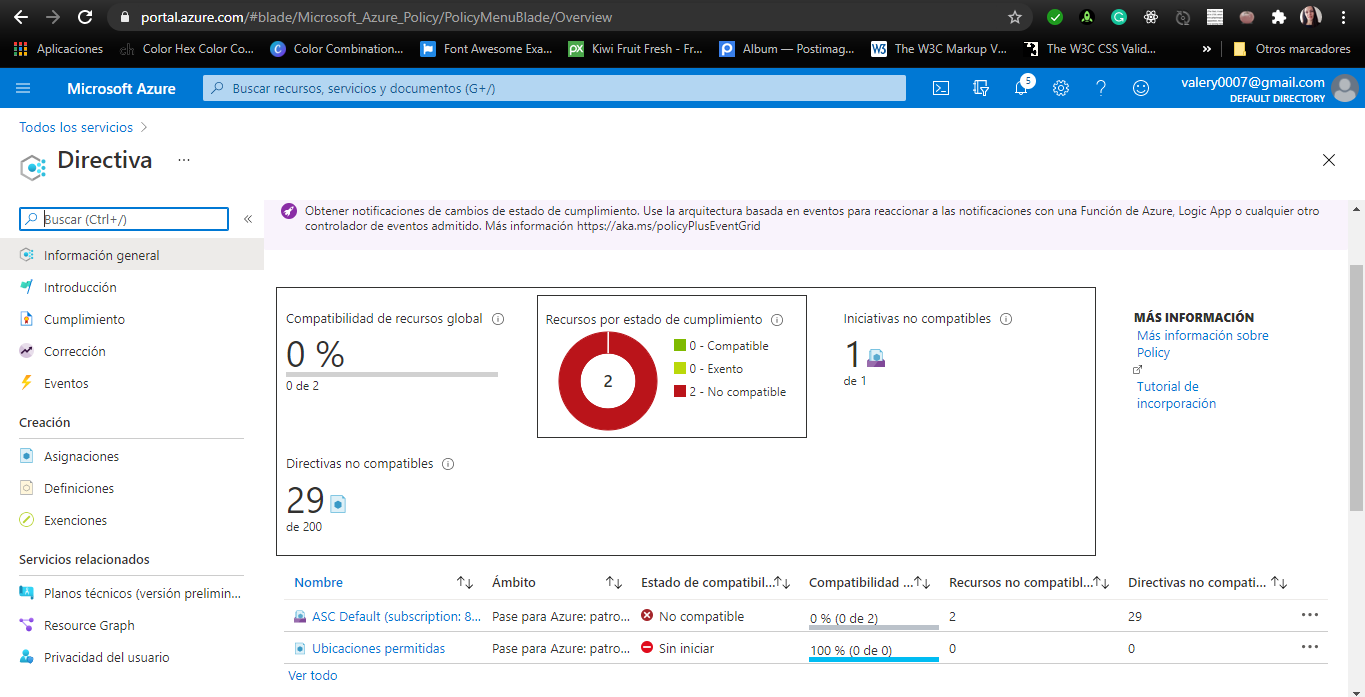 portal.azure.com/#blade/Microsoft_Azure_Policy/PolicyMenuBlade/Overview
Aplicaciones
Color Hex Color Co...
Color Combination...
Font Awesome Exa...
Kiwi Fruit Fresh - Fr...
Album — Postimag...
The W3C Markup V...
The W3C CSS Valid...
Otros marcadores
Microsoft Azure
Buscar recursos, servicios y documentos (G+/)
5
valery0007@gmail.com
DEFAULT DIRECTORY
Todos los servicios
Directiva
Buscar (Ctrl+/)
Información general
Introducción
Cumplimiento
Corrección
Eventos
Creación
Asignaciones
Definiciones
Exenciones
Servicios relacionados
Planos técnicos (versión prelimin...
Resource Graph
Privacidad del usuario
Obtener notificaciones de cambios de estado de cumplimiento. Use la arquitectura basada en eventos para reaccionar a las notificaciones con una Función de Azure, Logic App o cualquier otro
controlador de eventos admitido. Más información https://aka.ms/policyPlusEventGrid
Compatibilidad de recursos global
0 %
0 de 2
Recursos por estado de cumplimiento
2
0 - Compatible
0 - Exento
2 - No compatible
Iniciativas no compatibles
1
de 1
Directivas no compatibles
29
de 200
MÁS INFORMACIÓN
Más información sobre
Policy
Tutorial de
incorporación
Nombre Ámbito Estado de compatibil... Compatibilidad ... Recursos no compatibl... Directivas no compati...
ASC Default (subscription: 8... Pase para Azure: patro... No compatible 0 % (0 de 2) 2 29
Ubicaciones permitidas Pase para Azure: patro... Sin iniciar 100 % (0 de 0) 0 0
Ver todo